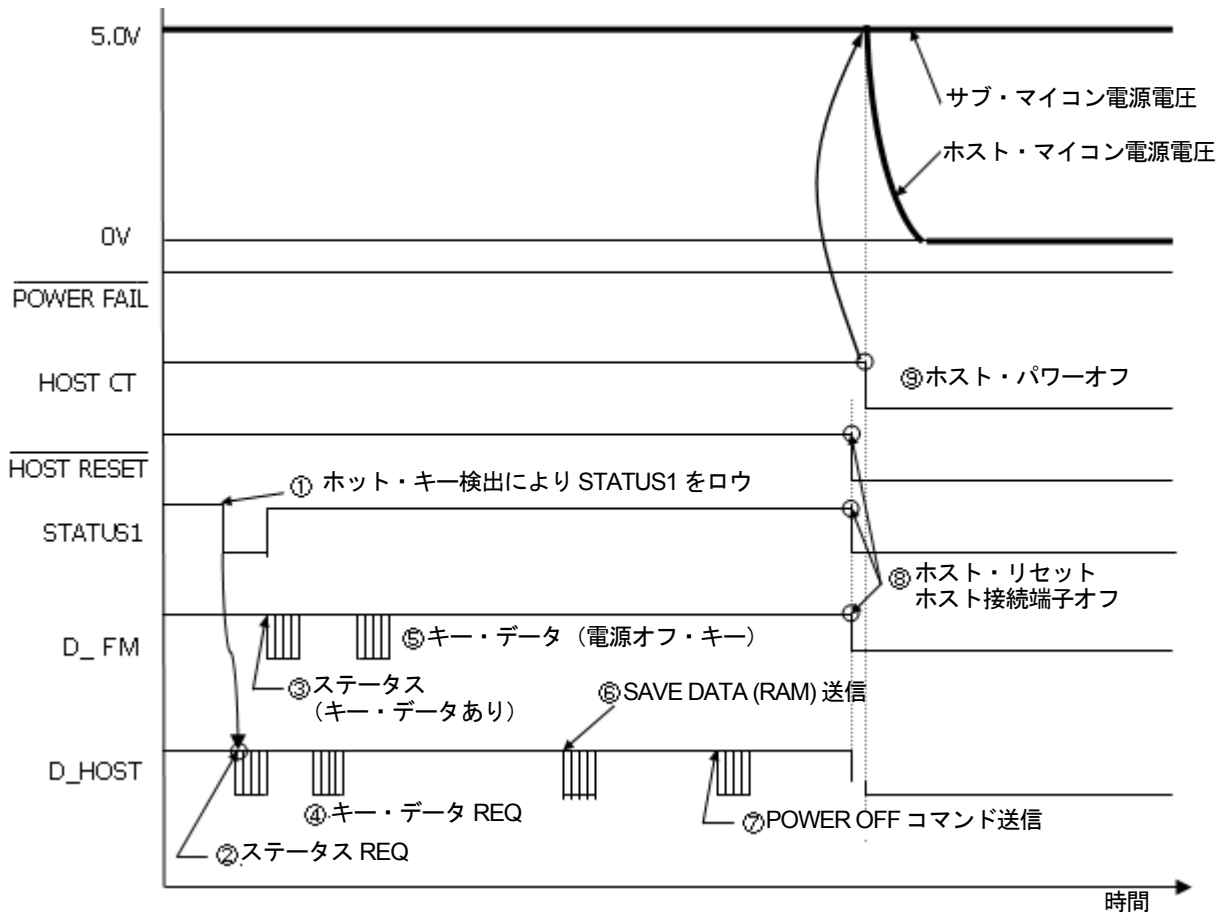 5.0V
サブ・マイコン電源電圧
ホスト・マイコン電源電圧
0V
POWER FAIL
HOST CT
⑨ホスト・パワーオフ
HOST RESET
① ホット・キー検出により STATUS1 をロウ
STATUS1
⑧ホスト・リセット
ホスト接続端子オフ
D_ FM
⑤キー・データ（電源オフ・キー）
③ステータス
（キー・データあり）
⑥SAVE DATA (RAM) 送信
D_HOST
④キー・データ REQ
⑦POWER OFF コマンド送信
②ステータス REQ
時間